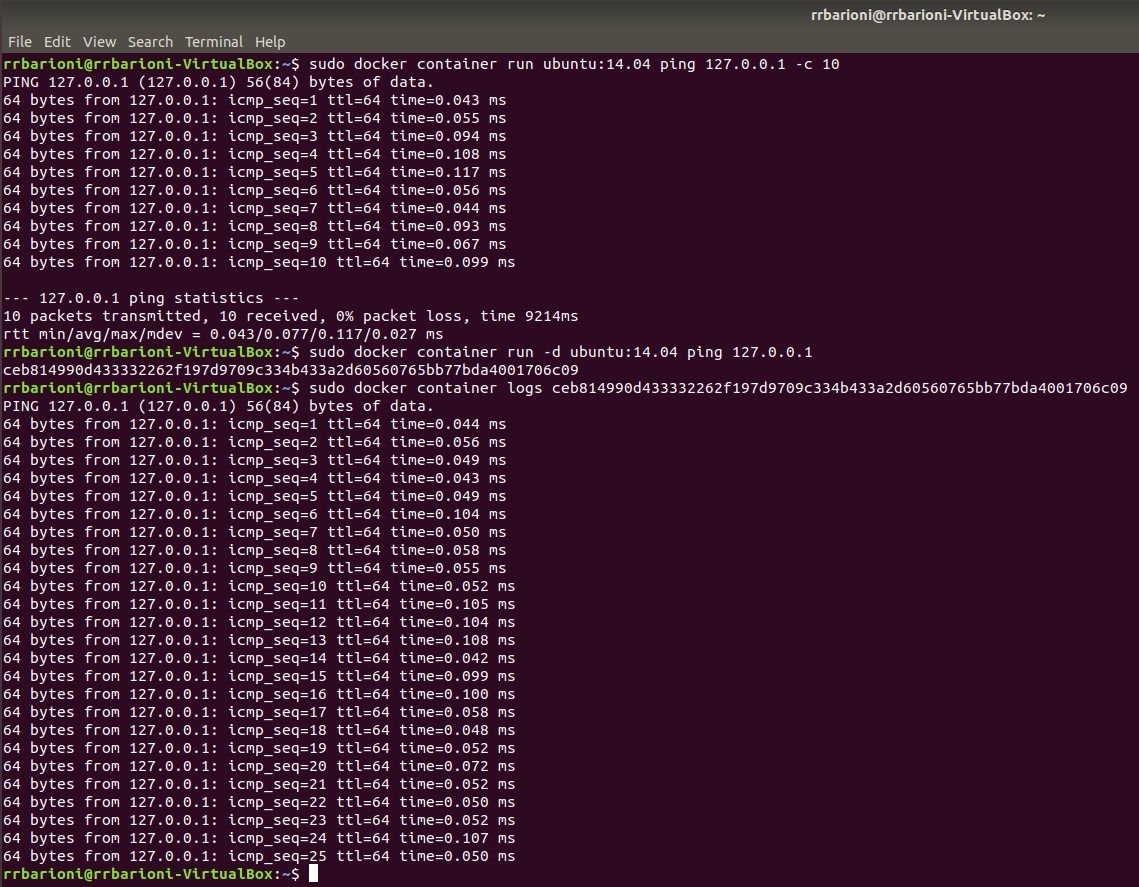 rrbarioni@rrbarioni-VirtualBox: ~
File Edit View Search Terminal Help
rrbarioni@rrbarioni-VirtualBox:~$ sudo docker container run ubuntu:14.04 ping 127.0.0.1 -c 10
PING 127.0.0.1 (127.0.0.1) 56(84) bytes of data.
64 bytes from 127.0.0.1: icmp_seq=1 ttl=64 time=0.043 ms
64 bytes from 127.0.0.1: icmp_seq=2 ttl=64 time=0.055 ms
64 bytes from 127.0.0.1: icmp_seq=3 ttl=64 time=0.094 ms
64 bytes from 127.0.0.1: icmp_seq=4 ttl=64 time=0.108 ms
64 bytes from 127.0.0.1: icmp_seq=5 ttl=64 time=0.117 ms
64 bytes from 127.0.0.1: icmp_seq=6 ttl=64 time=0.056 ms
64 bytes from 127.0.0.1: icmp_seq=7 ttl=64 time=0.044 ms
64 bytes from 127.0.0.1: icmp_seq=8 ttl=64 time=0.093 ms
64 bytes from 127.0.0.1: icmp_seq=9 ttl=64 time=0.067 ms
64 bytes from 127.0.0.1: icmp_seq=10 ttl=64 time=0.099 ms
--- 127.0.0.1 ping statistics ---
10 packets transmitted, 10 received, 0% packet loss, time 9214ms
rtt min/avg/max/mdev = 0.043/0.077/0.117/0.027 ms
rrbarioni@rrbarioni-VirtualBox:~$ sudo docker container run -d ubuntu:14.04 ping 127.0.0.1
ceb814990d433332262f197d9709c334b433a2d60560765bb77bda4001706c09
rrbarioni@rrbarioni-VirtualBox:~$ sudo docker container logs ceb814990d433332262f197d9709c334b433a2d60560765bb77bda4001706c09
PING 127.0.0.1 (127.0.0.1) 56(84) bytes of data.
64 bytes from 127.0.0.1: icmp_seq=1 ttl=64 time=0.044 ms
64 bytes from 127.0.0.1: icmp_seq=2 ttl=64 time=0.056 ms
64 bytes from 127.0.0.1: icmp_seq=3 ttl=64 time=0.049 ms
64 bytes from 127.0.0.1: icmp_seq=4 ttl=64 time=0.043 ms
64 bytes from 127.0.0.1: icmp_seq=5 ttl=64 time=0.049 ms
64 bytes from 127.0.0.1: icmp_seq=6 ttl=64 time=0.104 ms
64 bytes from 127.0.0.1: icmp_seq=7 ttl=64 time=0.050 ms
64 bytes from 127.0.0.1: icmp_seq=8 ttl=64 time=0.058 ms
64 bytes from 127.0.0.1: icmp_seq=9 ttl=64 time=0.055 ms
64 bytes from 127.0.0.1: icmp_seq=10 ttl=64 time=0.052 ms
64 bytes from 127.0.0.1: icmp_seq=11 ttl=64 time=0.105 ms
64 bytes from 127.0.0.1: icmp_seq=12 ttl=64 time=0.104 ms
64 bytes from 127.0.0.1: icmp_seq=13 ttl=64 time=0.108 ms
64 bytes from 127.0.0.1: icmp_seq=14 ttl=64 time=0.042 ms
64 bytes from 127.0.0.1: icmp_seq=15 ttl=64 time=0.099 ms
64 bytes from 127.0.0.1: icmp_seq=16 ttl=64 time=0.100 ms
64 bytes from 127.0.0.1: icmp_seq=17 ttl=64 time=0.058 ms
64 bytes from 127.0.0.1: icmp_seq=18 ttl=64 time=0.048 ms
64 bytes from 127.0.0.1: icmp_seq=19 ttl=64 time=0.052 ms
64 bytes from 127.0.0.1: icmp_seq=20 ttl=64 time=0.072 ms
64 bytes from 127.0.0.1: icmp_seq=21 ttl=64 time=0.052 ms
64 bytes from 127.0.0.1: icmp_seq=22 ttl=64 time=0.050 ms
64 bytes from 127.0.0.1: icmp_seq=23 ttl=64 time=0.052 ms
64 bytes from 127.0.0.1: icmp_seq=24 ttl=64 time=0.107 ms
64 bytes from 127.0.0.1: icmp_seq=25 ttl=64 time=0.050 ms
rrbarioni@rrbarioni-VirtualBox:~$